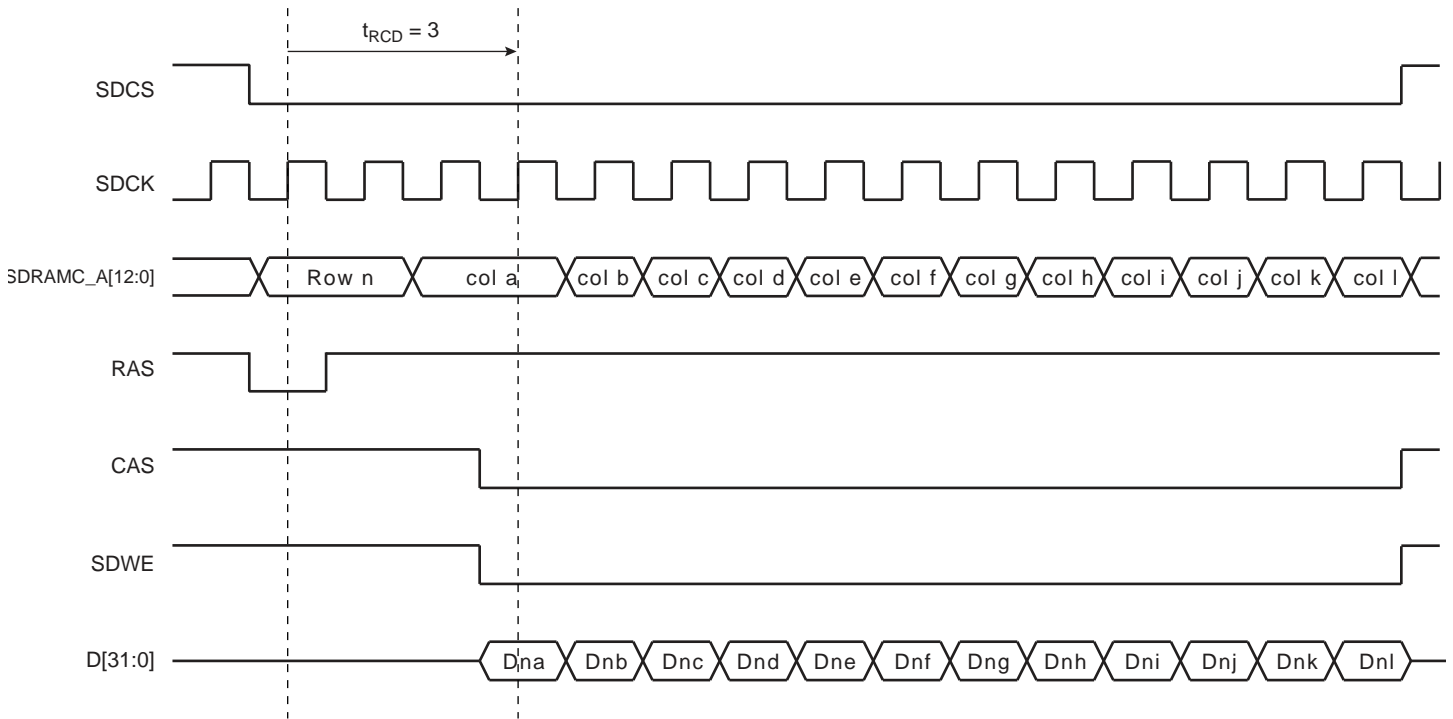 t_RCD = 3
SDCS
SDCK
SDRAMC_A[12:0] Row n col a col b col c col d col e col f col g col h col i col j col k col l
RAS
CAS
SDWE
D[31:0] Dna Dnb Dnc Dnd Dne Dnf Dng Dnh Dni Dnj Dnk Dnl